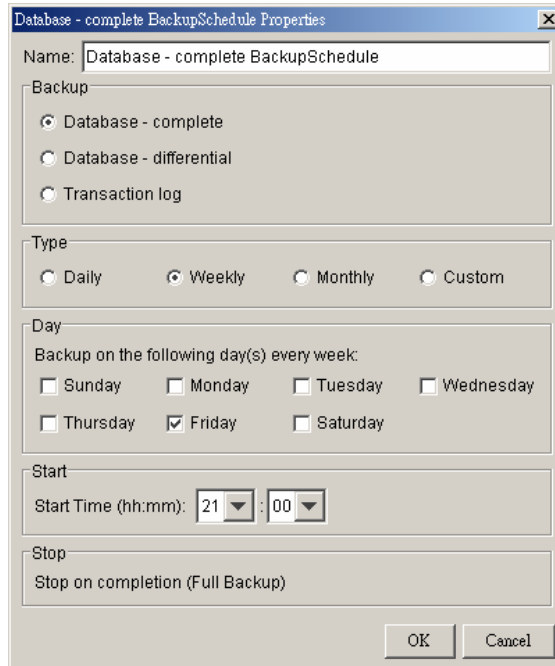 Database - complete BackupSchedule Properties
Name: Database - complete BackupSchedule
Backup
Database - complete
Database - differential
Transaction log
Type
Daily Weekly Monthly Custom
Day
Backup on the following day(s) every week:
Sunday Monday Tuesday Wednesday
Thursday Friday Saturday
Start
Start Time (hh:mm): 21 : 00
Stop
Stop on completion (Full Backup)
OK Cancel